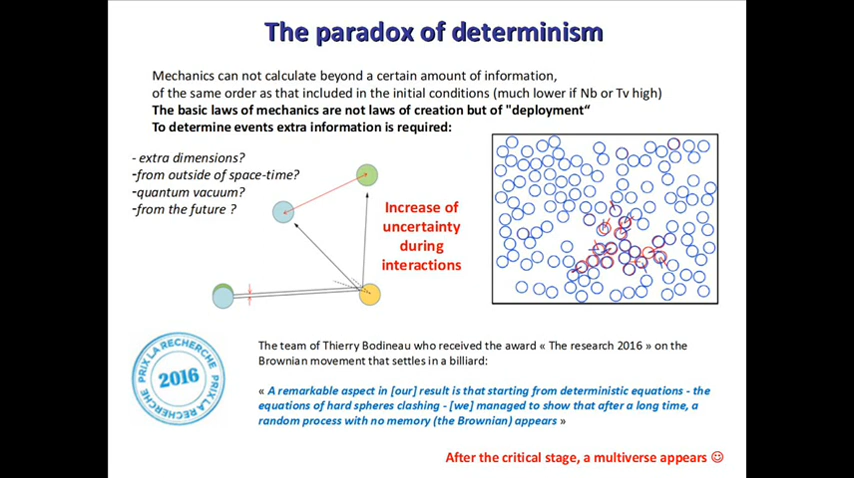 The paradox of determinism
Mechanics can not calculate beyond a certain amount of information,
of the same order as that included in the initial conditions (much lower if Nb or Tv high)
The basic laws of mechanics are not laws of creation but of "deployment“
To determine events extra information is required:
- extra dimensions?
-from outside of space-time?
-quantum vacuum?
-from the future ?
Increase of
uncertainty
during
interactions
PRIX LA RECHERCHE
2016
PRIX LA RECHERCHE
The team of Thierry Bodineau who received the award « The research 2016 » on the
Brownian movement that settles in a billiard:
« A remarkable aspect in [our] result is that starting from deterministic equations - the
equations of hard spheres clashing - [we] managed to show that after a long time, a
random process with no memory (the Brownian) appears »
After the critical stage, a multiverse appears ☺